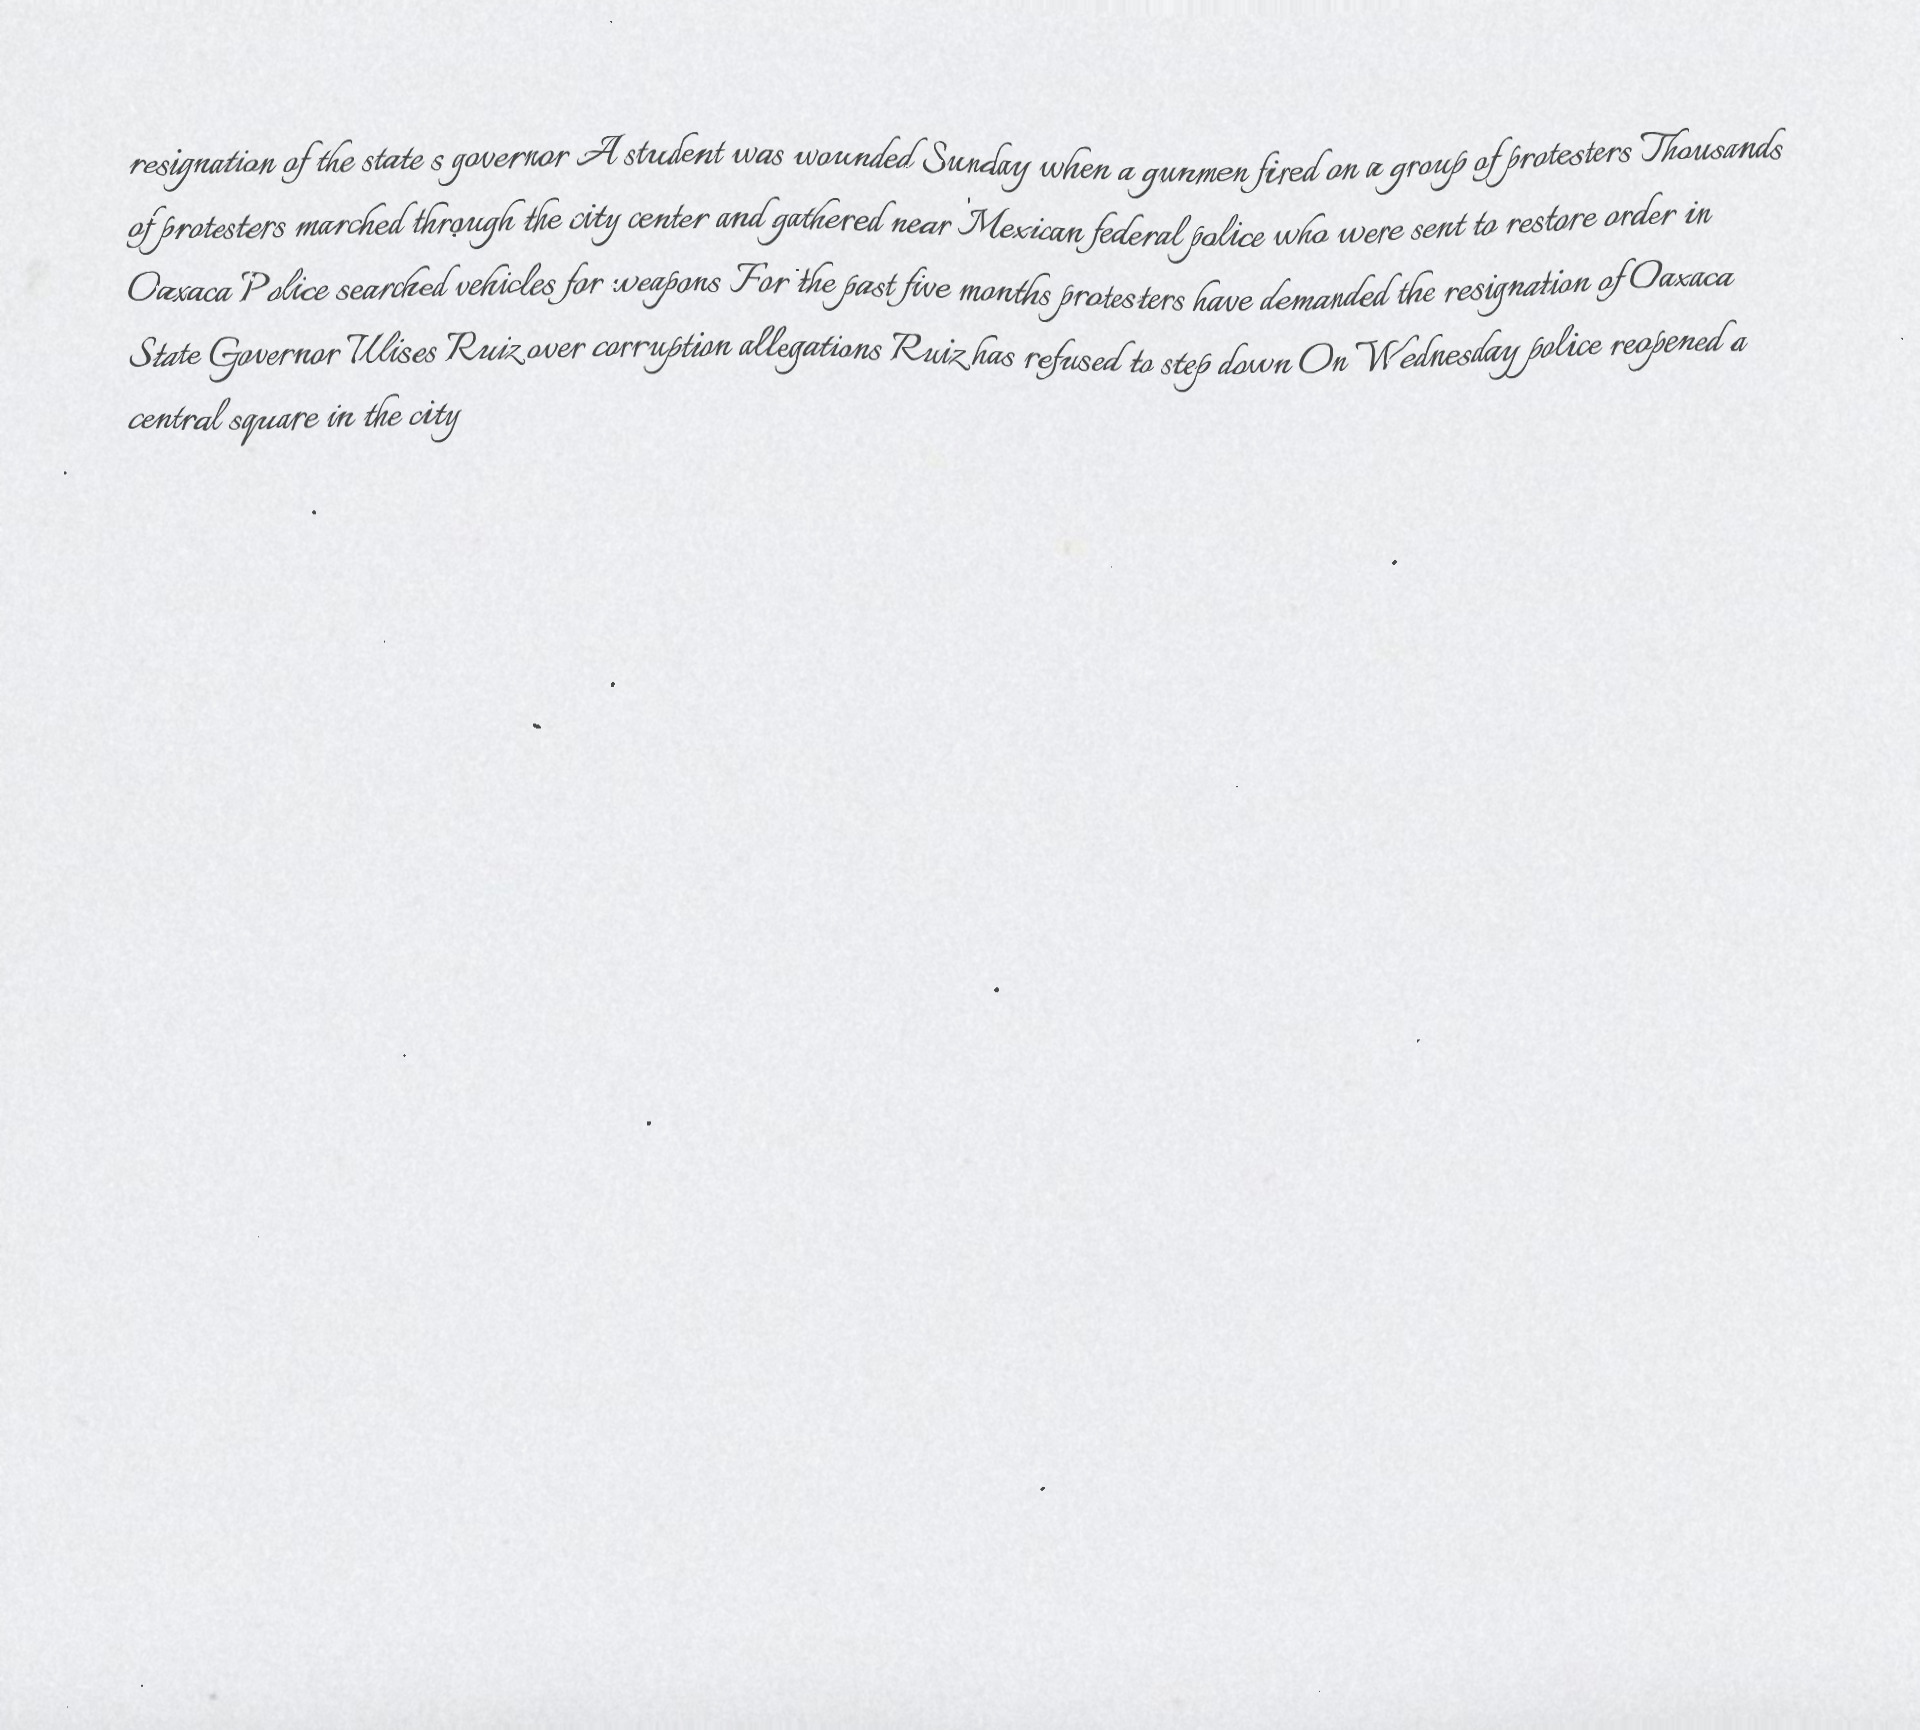 resignation of the state s governor A student was wounded Sunday when a gunmen fired on a group of protesters Thousands
of protesters marched through the city center and gathered near Mexican federal police who were sent to restore order in
Oaxaca Police searched vehicles for weapons For the past five months protesters have demanded the resignation of Oaxaca
State Governor Ulises Ruiz over corruption allegations Ruiz has refused to step down On Wednesday police reopened a
central square in the city